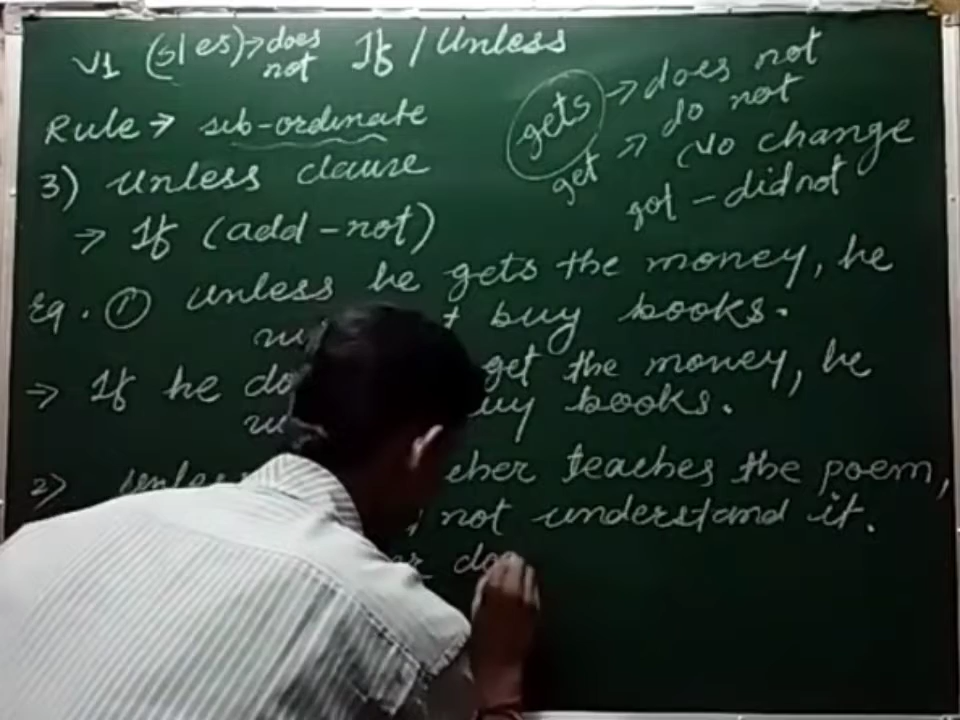 V1 (s/es) → does not If / Unless
Rule → sub-ordinate
3) unless clause
→ If (add - not)
gets → does not
get → do not
No change
got - did not
Eg. ① unless he gets the money, he
buy books.
→ If he get the money, he
books.
2) teaches the poem,
not understand it.